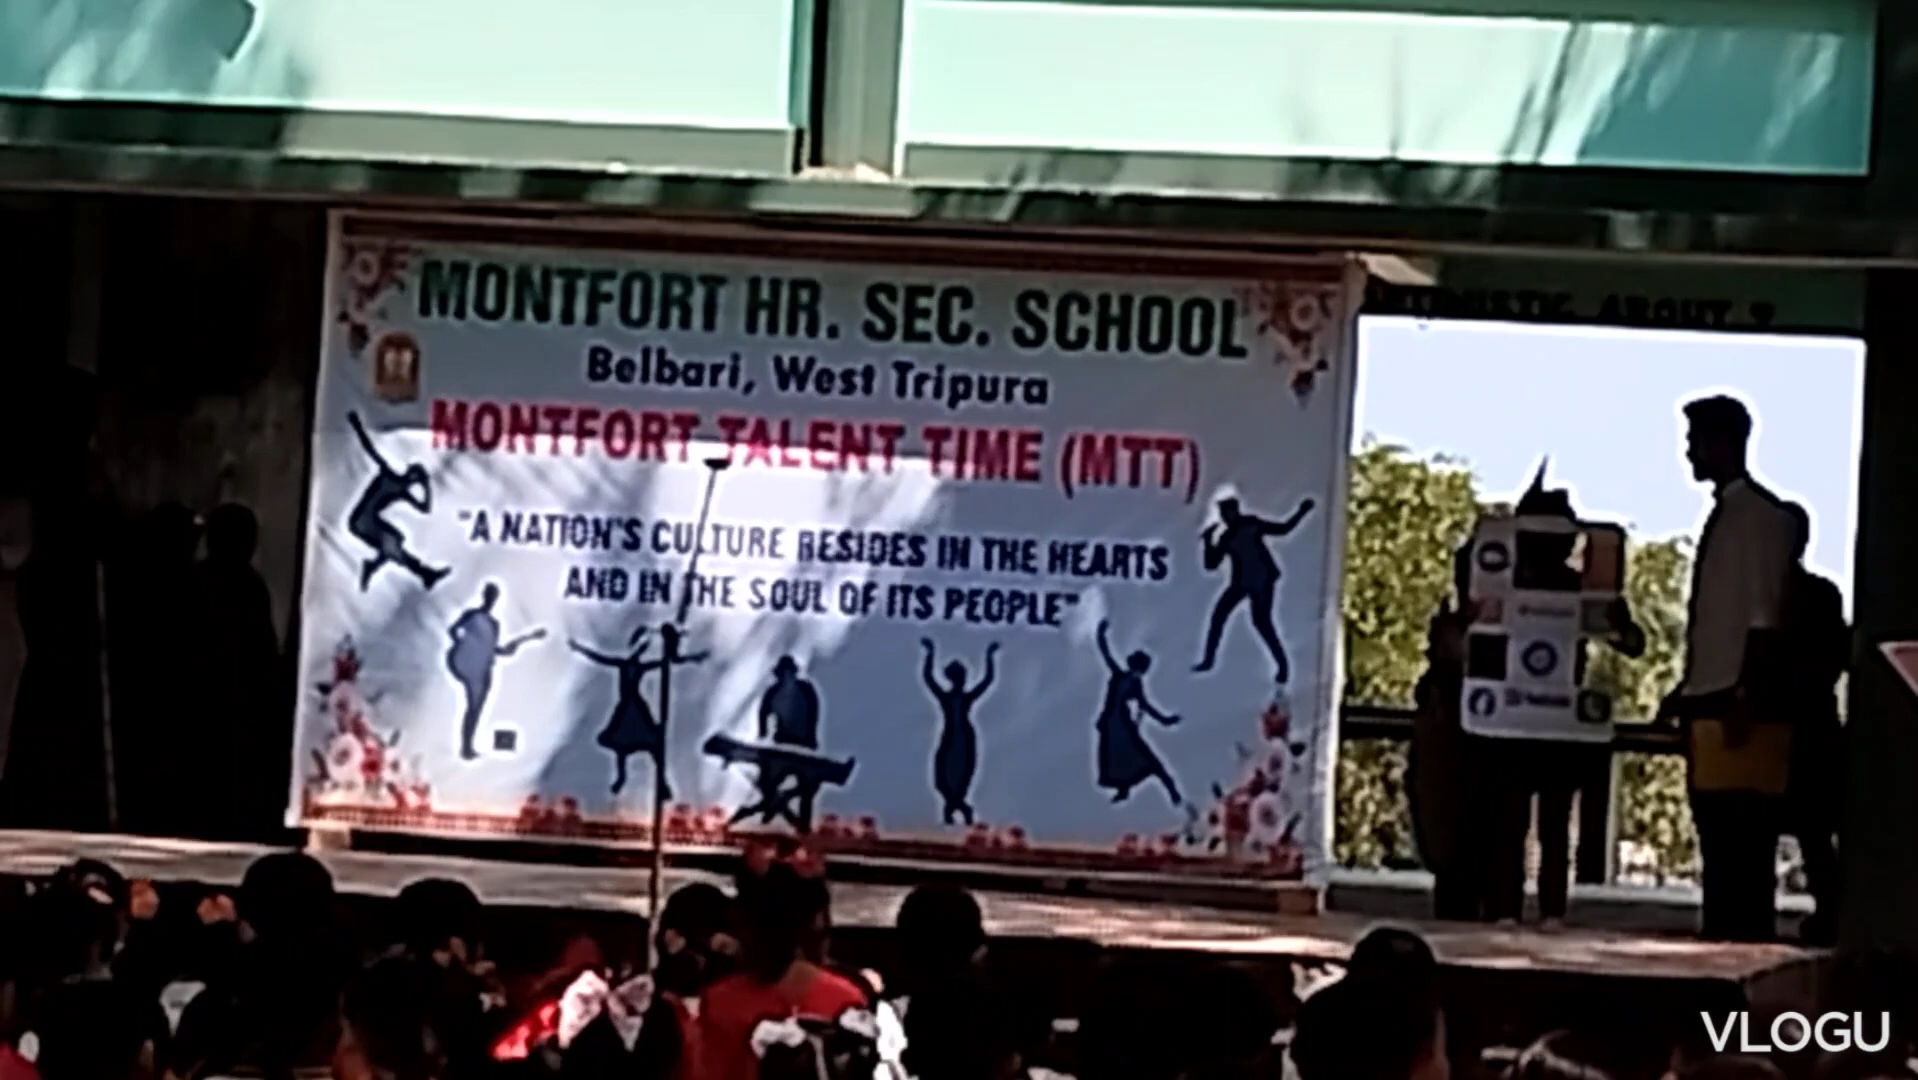 MONTFORT HR. SEC. SCHOOL
Belbari, West Tripura
MONTFORT TALENT TIME (MTT)
"A NATION'S CULTURE RESIDES IN THE HEARTS
AND IN THE SOUL OF ITS PEOPLE"
ABOUT ?
VLOGU